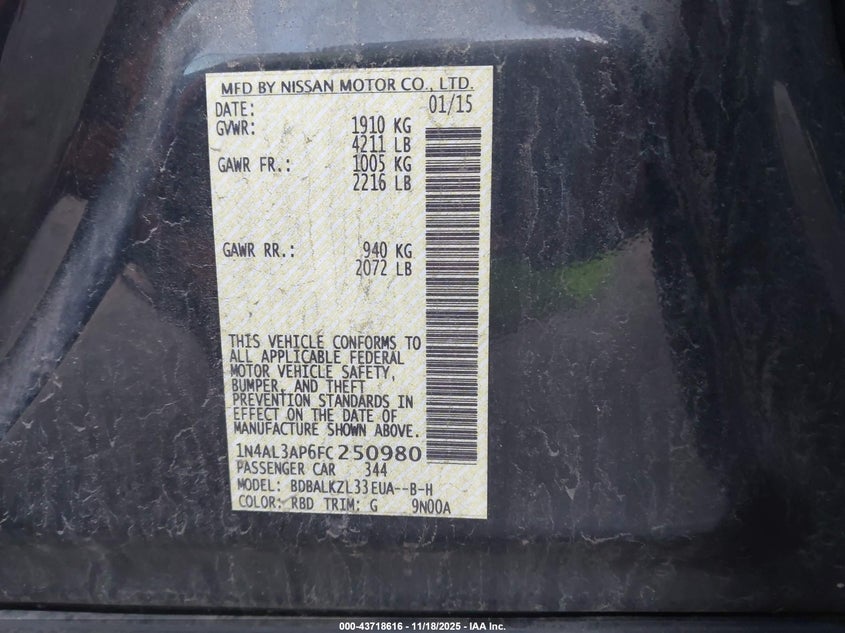 MFD BY NISSAN MOTOR CO., LTD.
DATE: 01/15
GVWR: 1910 KG
4211 LB
GAWR FR.: 1005 KG
2216 LB
GAWR RR.: 940 KG
2072 LB
THIS VEHICLE CONFORMS TO
ALL APPLICABLE FEDERAL
MOTOR VEHICLE SAFETY,
BUMPER, AND THEFT
PREVENTION STANDARDS IN
EFFECT ON THE DATE OF
MANUFACTURE SHOWN ABOVE.
1N4AL3AP6FC250980
PASSENGER CAR 344
MODEL: BDBALKZL33EUA--B-H
COLOR: RBD TRIM: G 9N00A
000-43718616 - 11/18/2025 - IAA Inc.